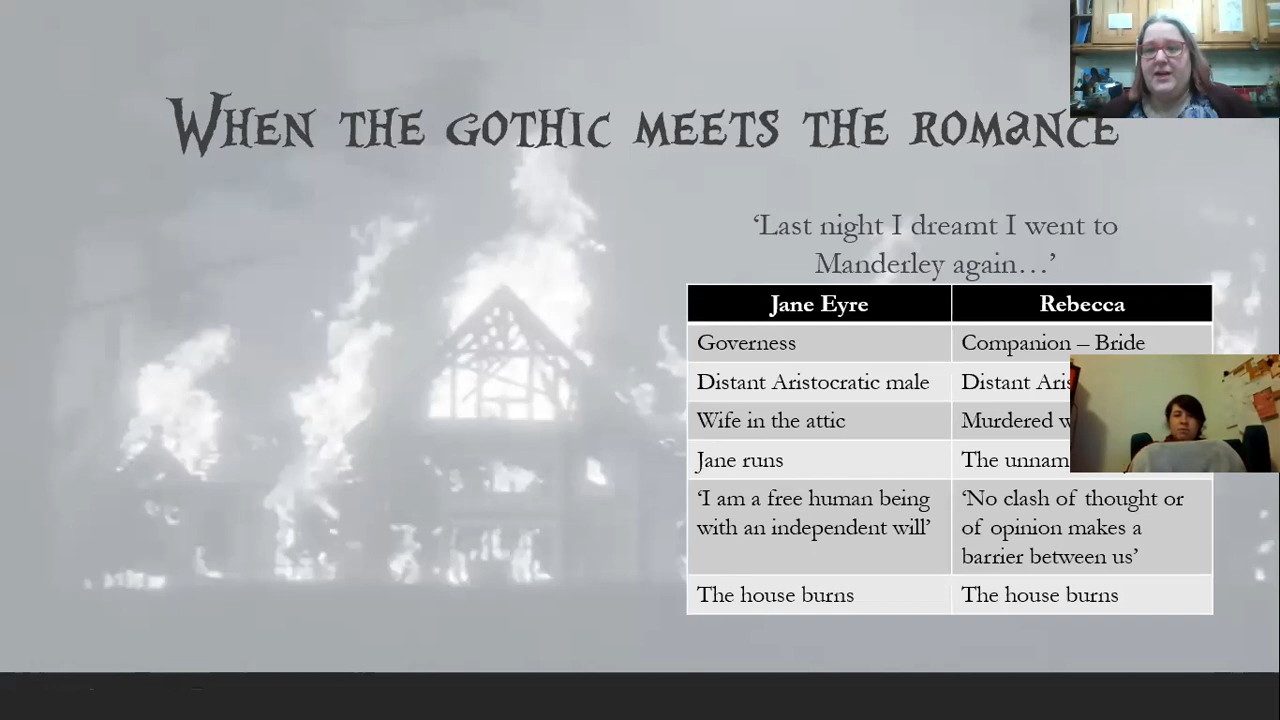 WHEN THE GOTHIC MEETS THE ROMANCE
‘Last night I dreamt I went to
Manderley again…’
Jane Eyre Rebecca
Governess Companion – Bride
Distant Aristocratic male Distant
Wife in the attic Murdered
Jane runs The
‘I am a free human being ‘No clash of thought or
with an independent will’ of opinion makes a
barrier between us’
The house burns The house burns